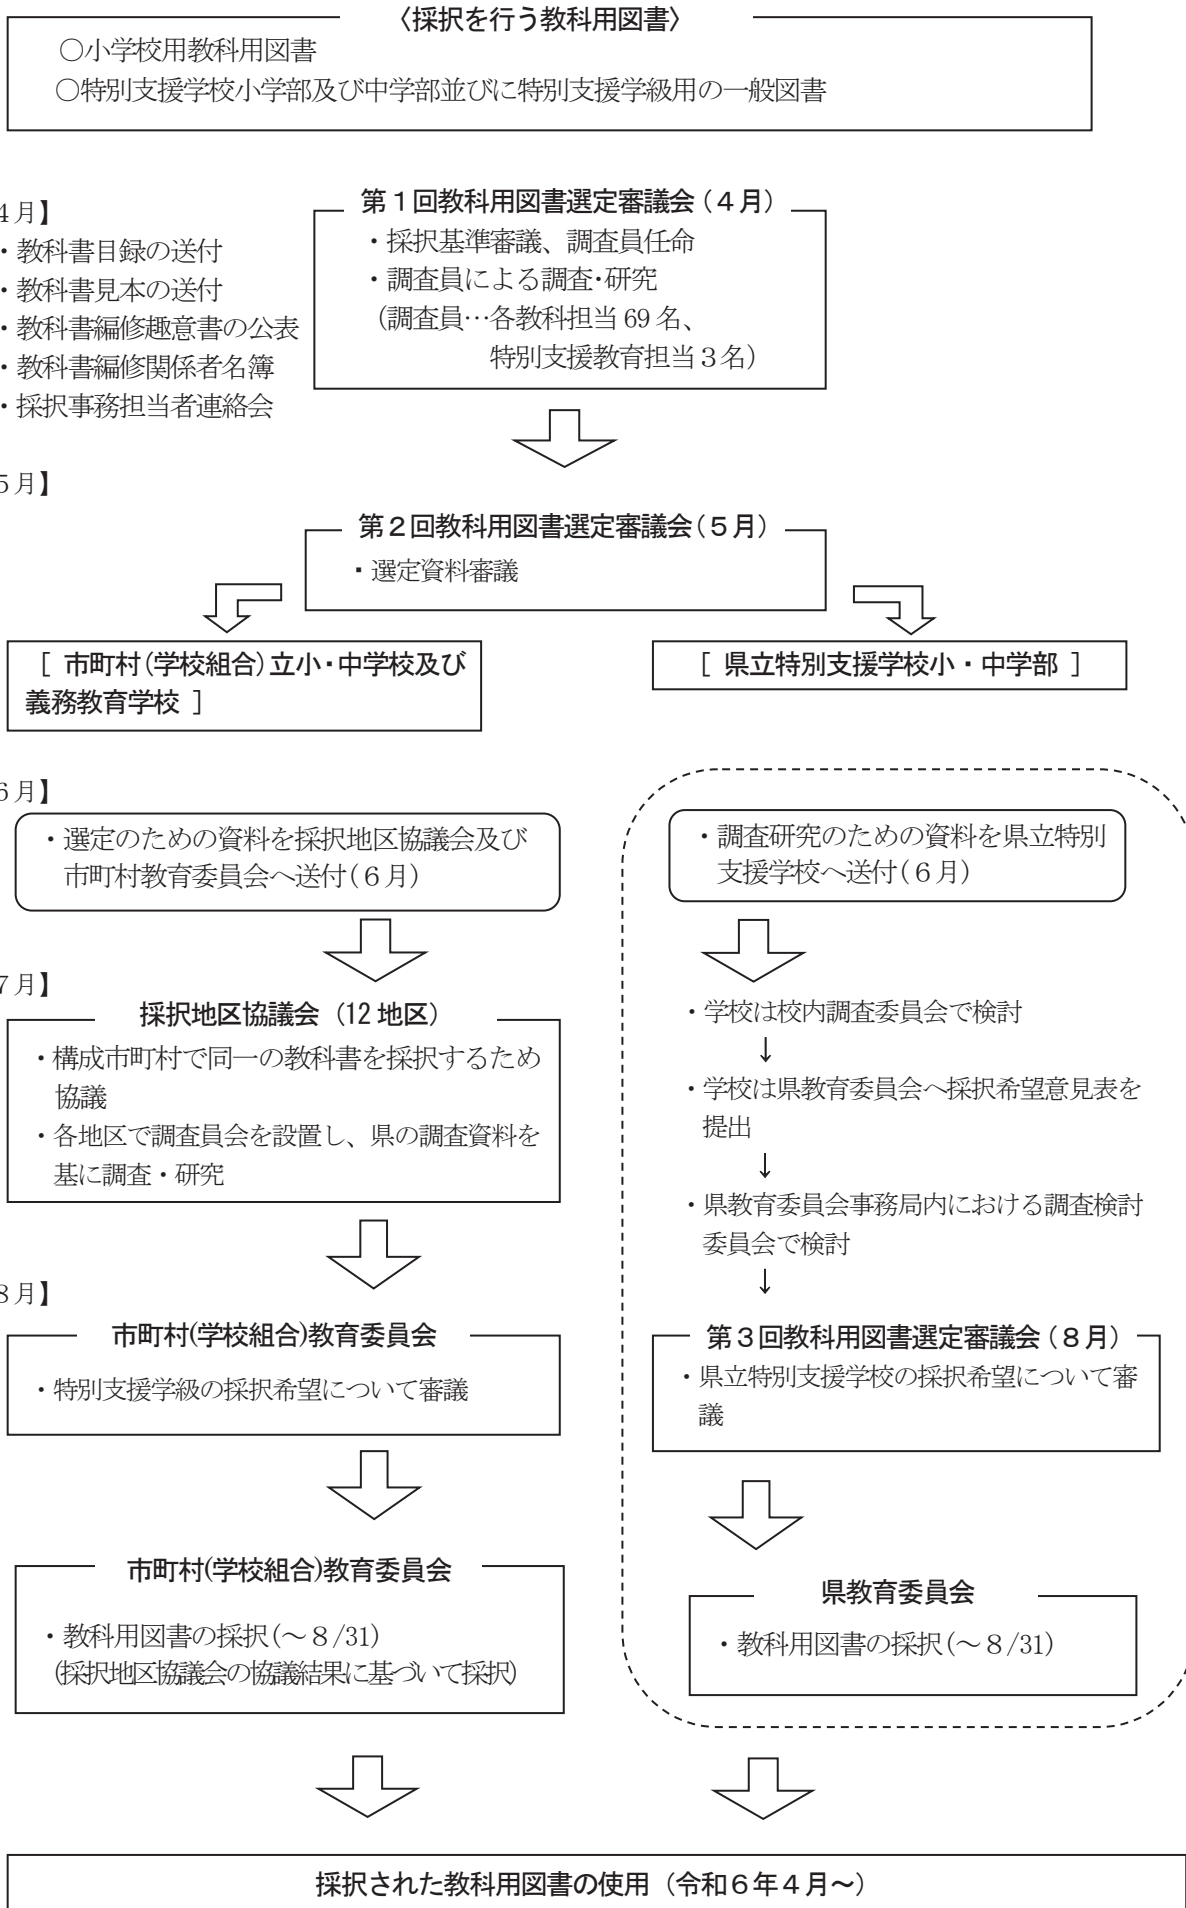 〈採択を行う教科用図書〉
○小学校用教科用図書
○特別支援学校小学部及び中学部並びに特別支援学級用の一般図書
4月】
・教科書目録の送付
・教科書見本の送付
・教科書編修趣意書の公表
・教科書編修関係者名簿
・採択事務担当者連絡会
第1回教科用図書選定審議会(4月)
・採択基準審議、調査員任命
・調査員による調査・研究
(調査員…各教科担当 69 名、
特別支援教育担当3名)
5月】
第2回教科用図書選定審議会(5月)
・選定資料審議
[ 市町村(学校組合)立小・中学校及び
義務教育学校 ]
[ 県立特別支援学校小・中学部 ]
6月】
・選定のための資料を採択地区協議会及び
市町村教育委員会へ送付(6月)
・調査研究のための資料を県立特別
支援学校へ送付(6月)
7月】
採択地区協議会(12 地区)
・構成市町村で同一の教科書を採択するため
協議
・各地区で調査員会を設置し、県の調査資料を
基に調査・研究
・学校は校内調査委員会で検討
↓
・学校は県教育委員会へ採択希望意見表を
提出
↓
・県教育委員会事務局内における調査検討
委員会で検討
↓
8月】
市町村(学校組合)教育委員会
・特別支援学級の採択希望について審議
第3回教科用図書選定審議会(8月)
・県立特別支援学校の採択希望について審
議
市町村(学校組合)教育委員会
・教科用図書の採択(~8/31)
(採択地区協議会の協議結果に基づいて採択)
県教育委員会
・教科用図書の採択(~8/31)
採択された教科用図書の使用(令和6年4月~)